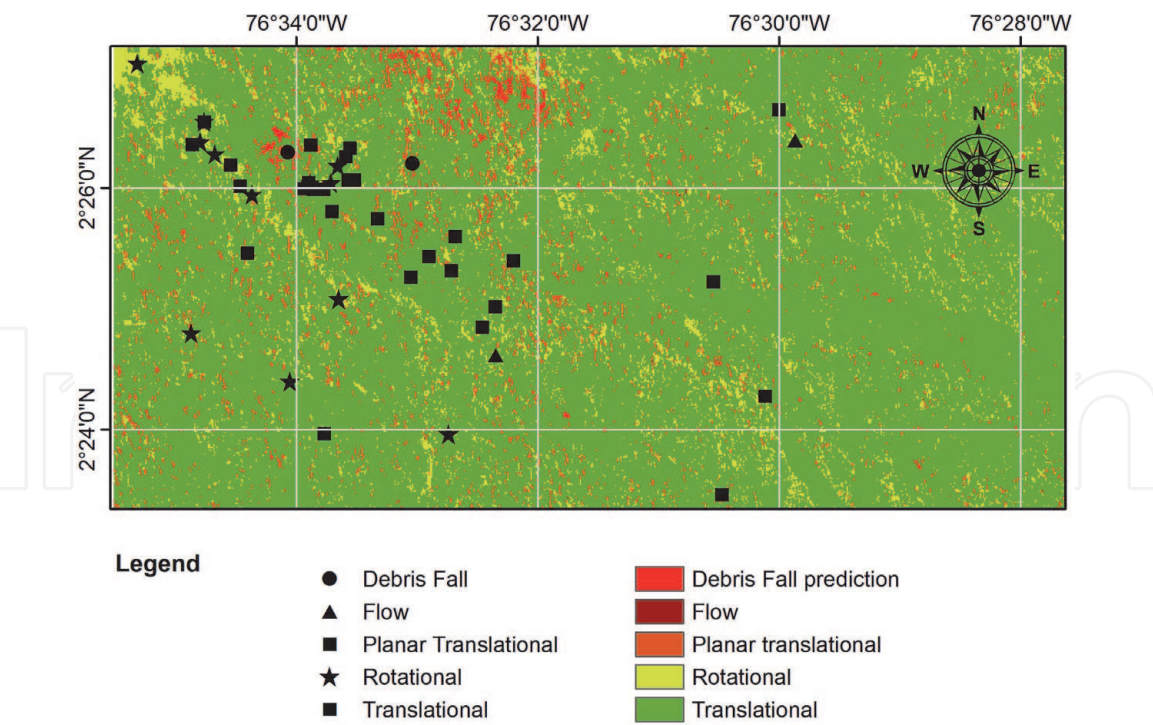 76°34'0"W 76°32'0"W 76°30'0"W 76°28'0"W
2°26'0"N
2°24'0"N
N
W E
S
Legend
Debris Fall
Flow
Planar Translational
Rotational
Translational
Debris Fall prediction
Flow
Planar translational
Rotational
Translational